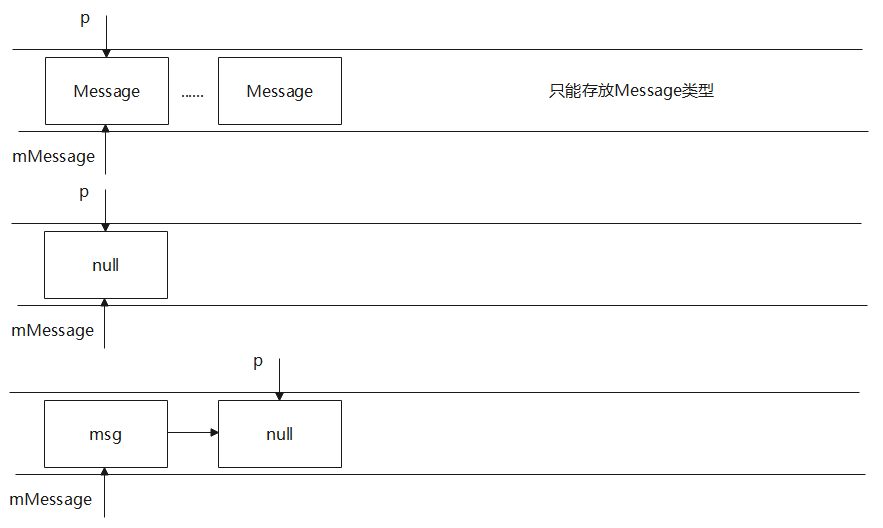 p
Message
......
Message
只能存放Message类型
mMessage
p
null
mMessage
p
msg
null
mMessage